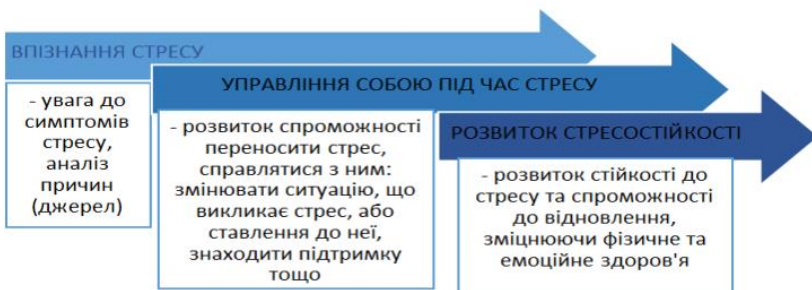 ВПІЗНАННЯ СТРЕСУ
- увага до
симптомів
стресу,
аналіз
причин
(джерел)
УПРАВЛІННЯ СОБОЮ ПІД ЧАС СТРЕСУ
- розвиток спроможності
переносити стрес,
справлятися з ним:
змінювати ситуацію, що
викликає стрес, або
ставлення до неї,
знаходити підтримку
тощо
РОЗВИТОК СТРЕСОСТІЙКОСТІ
- розвиток стійкості до
стресу та спроможності
до відновлення,
зміцнюючи фізичне та
емоційне здоров'я